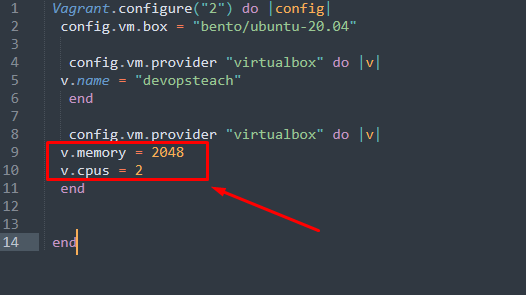 1 Vagrant.configure("2") do |config|
2 config.vm.box = "bento/ubuntu-20.04"
3
4 config.vm.provider "virtualbox" do |v|
5 v.name = "devopsteach"
6 end
7
8 config.vm.provider "virtualbox" do |v|
9 v.memory = 2048
10 v.cpus = 2
11 end
12
13
14 end